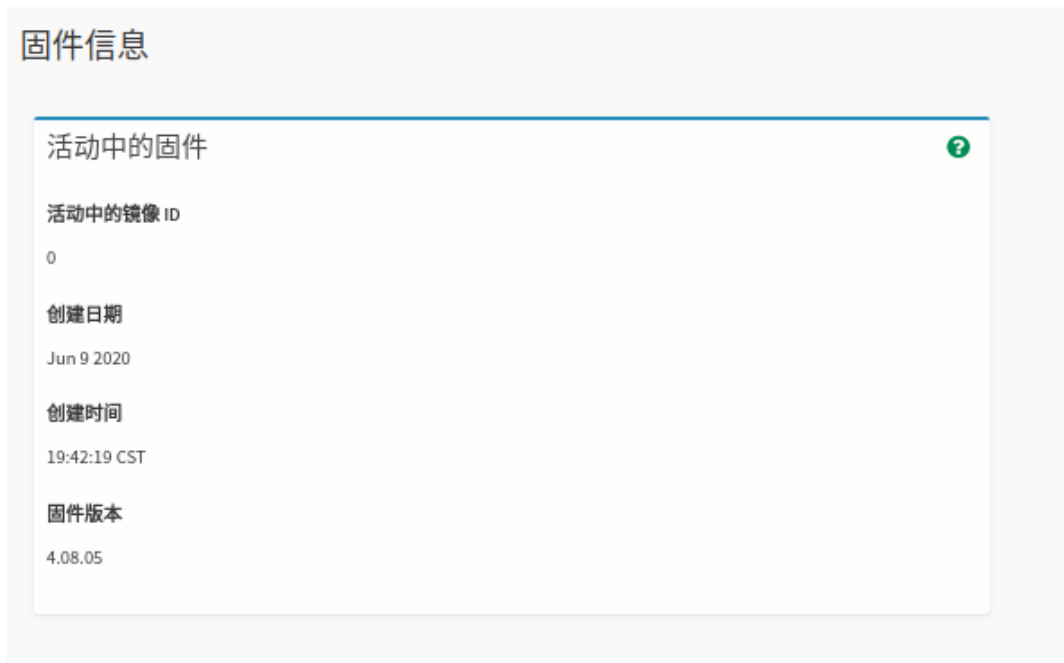 固件信息
活动中的固件
活动中的镜像 ID
0
创建日期
Jun 9 2020
创建时间
19:42:19 CST
固件版本
4.08.05